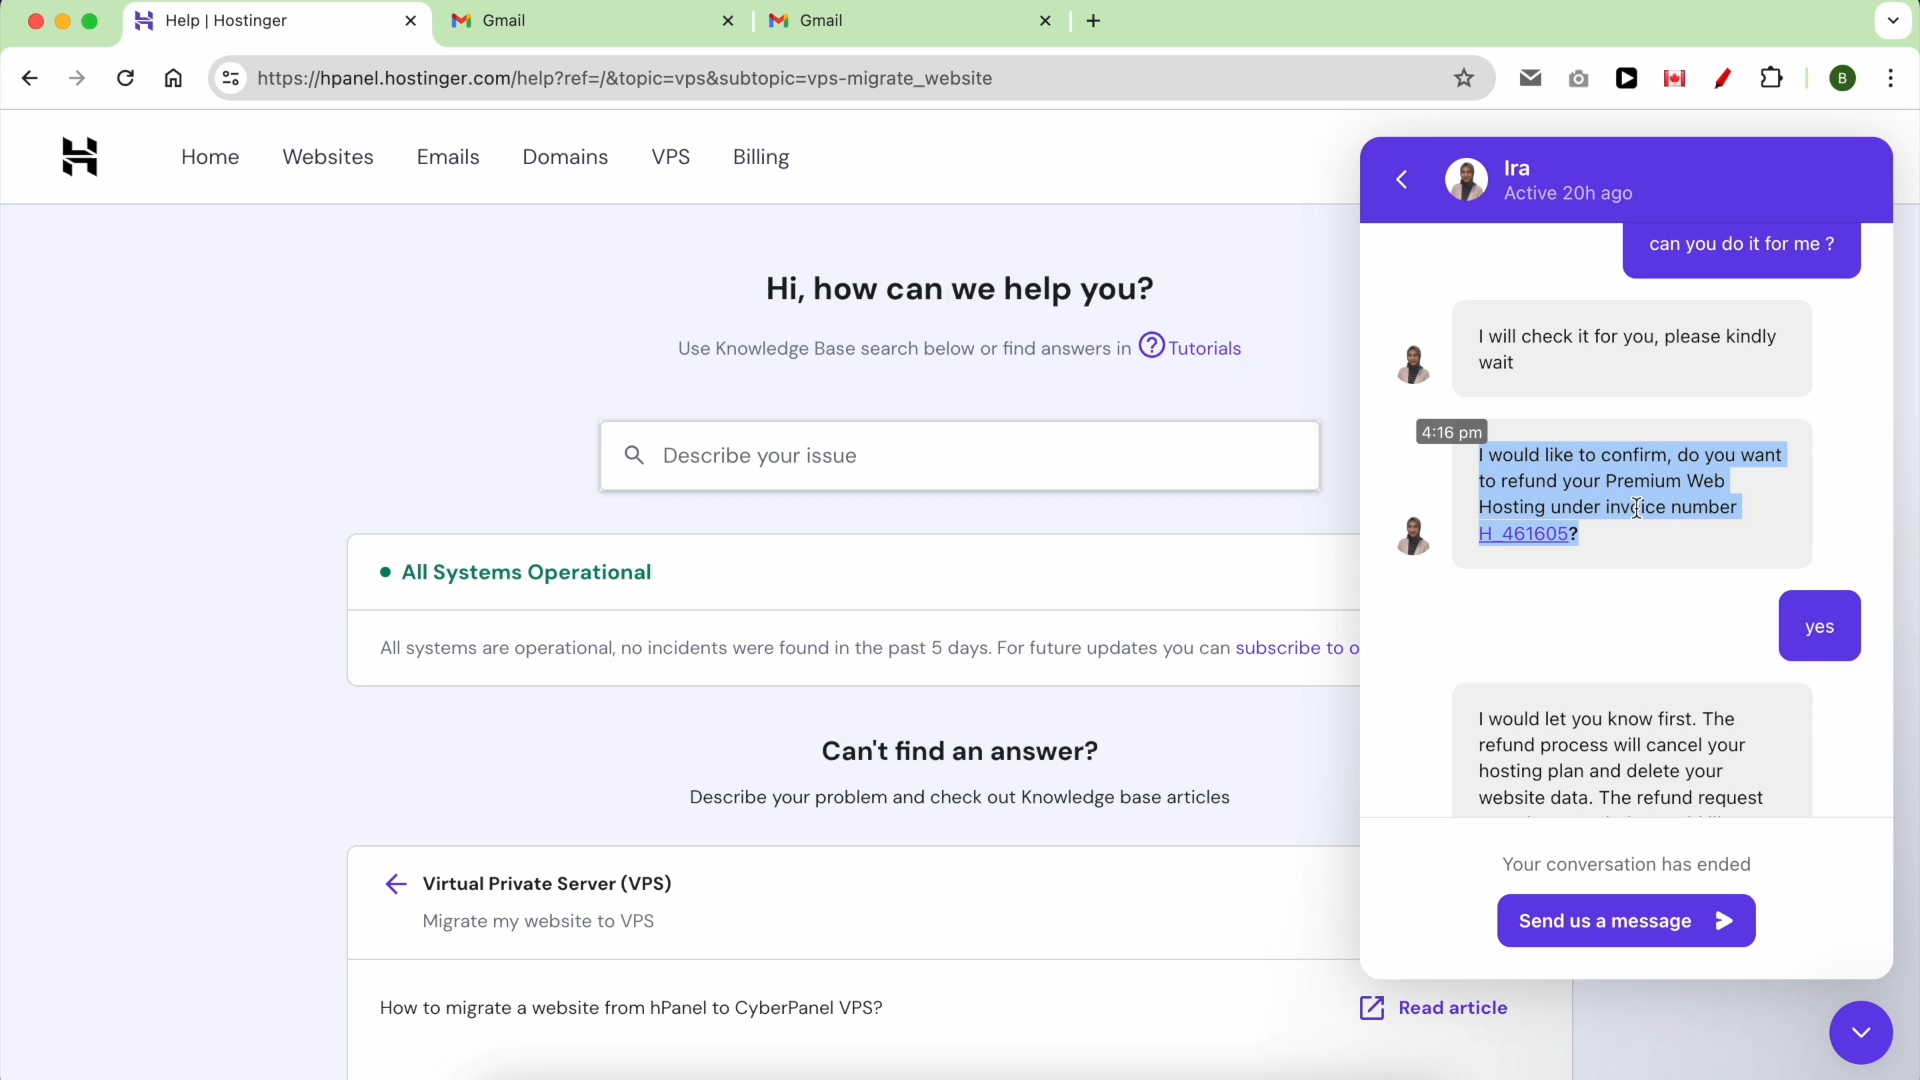 Help | Hostinger
Gmail
Gmail
https://hpanel.hostinger.com/help?ref=/&topic=vps&subtopic=vps-migrate_website
B
Home
Websites
Emails
Domains
VPS
Billing
Hi, how can we help you?
Use Knowledge Base search below or find answers in Tutorials
Describe your issue
All Systems Operational
All systems are operational, no incidents were found in the past 5 days. For future updates you can subscribe to o
Can't find an answer?
Describe your problem and check out Knowledge base articles
Virtual Private Server (VPS)
Migrate my website to VPS
How to migrate a website from hPanel to CyberPanel VPS?
Read article
Ira
Active 20h ago
can you do it for me ?
I will check it for you, please kindly
wait
4:16 pm
I would like to confirm, do you want
to refund your Premium Web
Hosting under invoice number
H_461605?
yes
I would let you know first. The
refund process will cancel your
hosting plan and delete your
website data. The refund request
Your conversation has ended
Send us a message